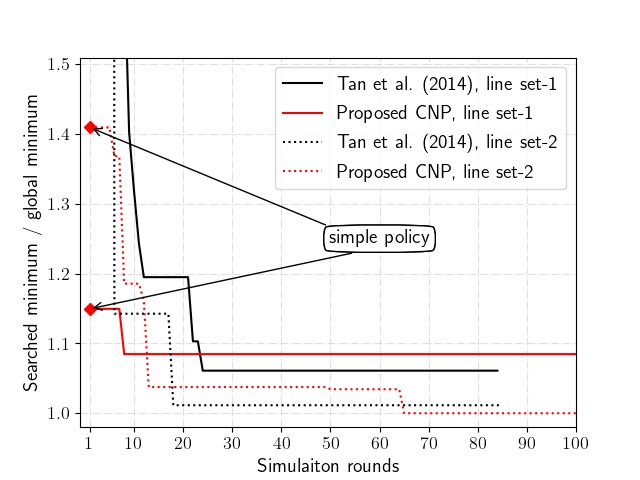 1.5
1.4
1.3
1.2
1.1
1.0
Searched minimum / global minimum
Tan et al. (2014), line set-1
Proposed CNP, line set-1
Tan et al. (2014), line set-2
Proposed CNP, line set-2
simple policy
1 10 20 30 40 50 60 70 80 90 100
Simulaiton rounds